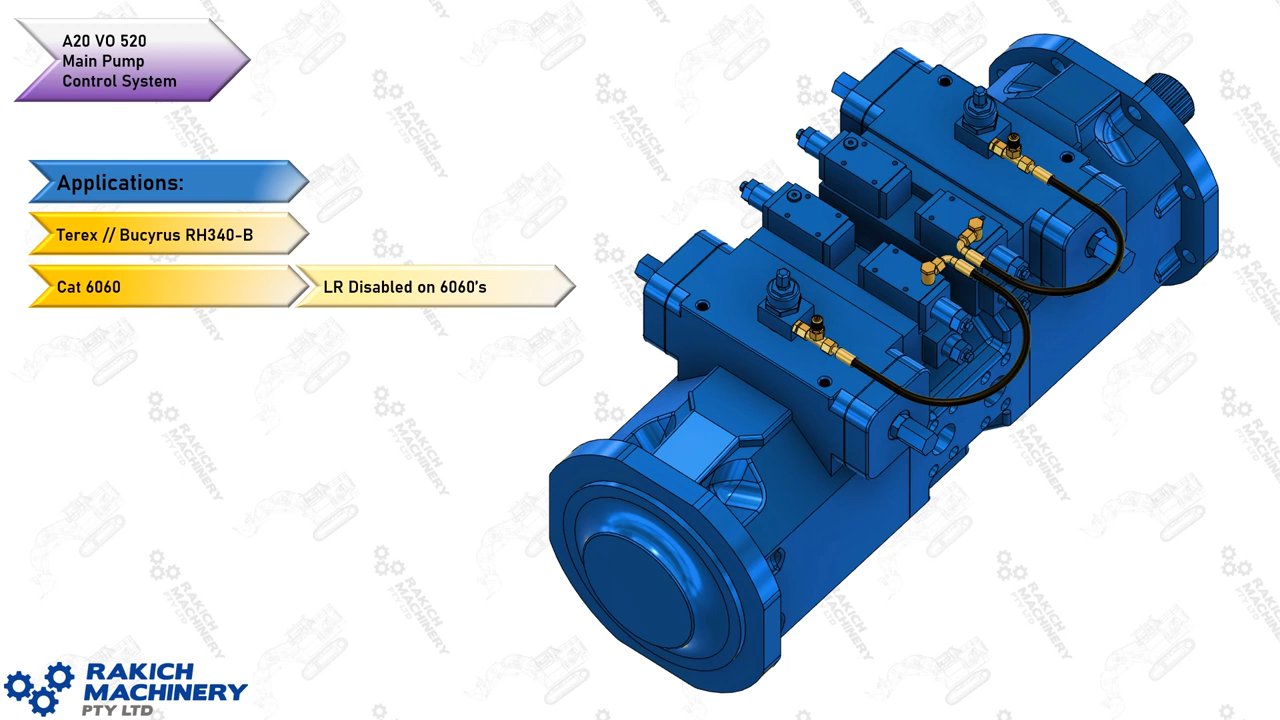 A20 VO 520
Main Pump
Control System
Applications:
Terex // Bucyrus RH340-B
Cat 6060
LR Disabled on 6060's
RAKICH
MACHINERY
PTY LTD